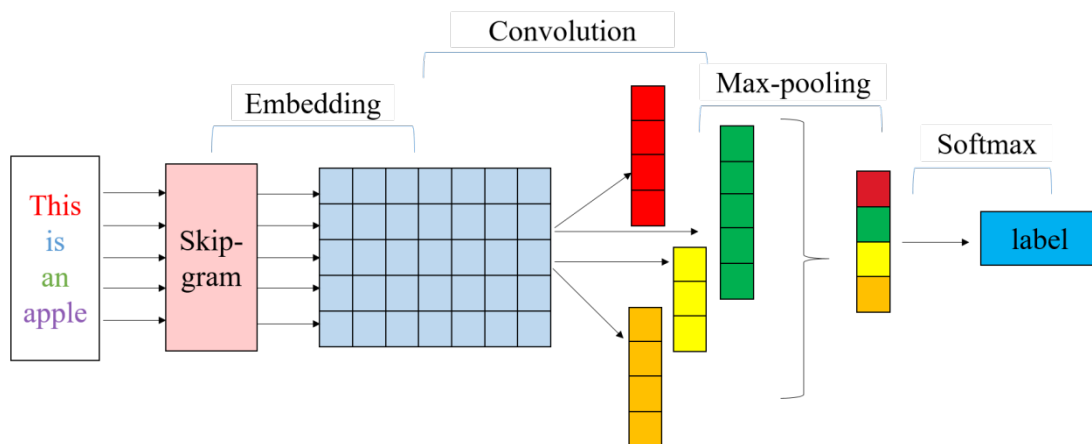 Convolution
Max-pooling
Embedding
Softmax
This
is
an
apple
Skip-
gram
label